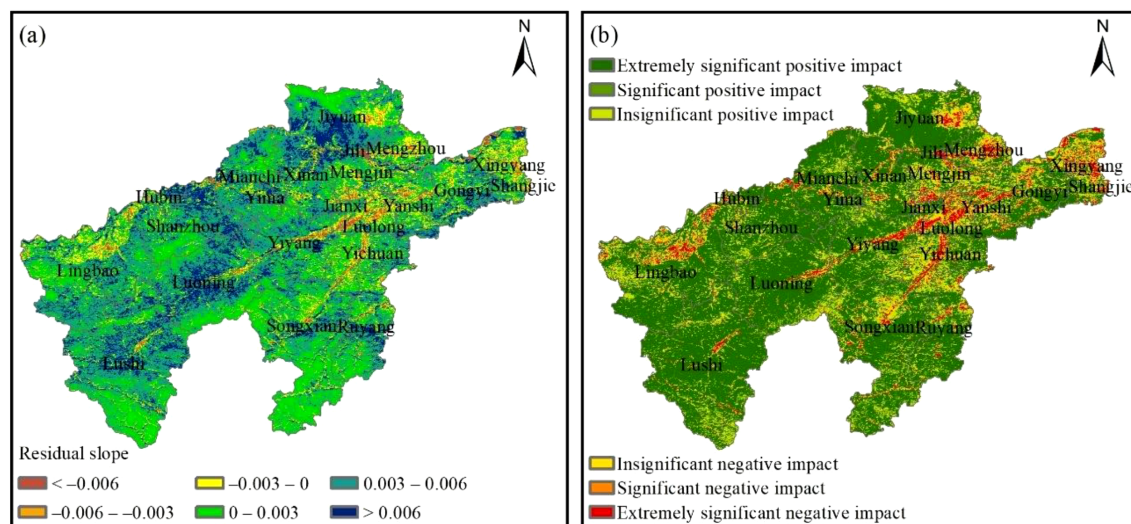 (a)
N
Jiyuan
Jili
Mengzhou
Xingyang
Mianchi
Xinan
Mengjin
Gongyi
Shangjie
Hubin
Yima
Jianxi
Yanshi
Shanzhou
Luolong
Yiyang
Yichuan
Lingbao
Luoning
Songxian
Ruyang
Lushi
Residual slope
< –0.006
–0.003 – 0
0.003 – 0.006
–0.006 – –0.003
0 – 0.003
> 0.006
(b)
N
Extremely significant positive impact
Significant positive impact
Insignificant positive impact
Jiyuan
Jili
Mengzhou
Xingyang
Mianchi
Xinan
Mengjin
Gongyi
Shangjie
Hubin
Yima
Jianxi
Yanshi
Shanzhou
Luolong
Yiyang
Yichuan
Lingbao
Luoning
Songxian
Ruyang
Lushi
Insignificant negative impact
Significant negative impact
Extremely significant negative impact